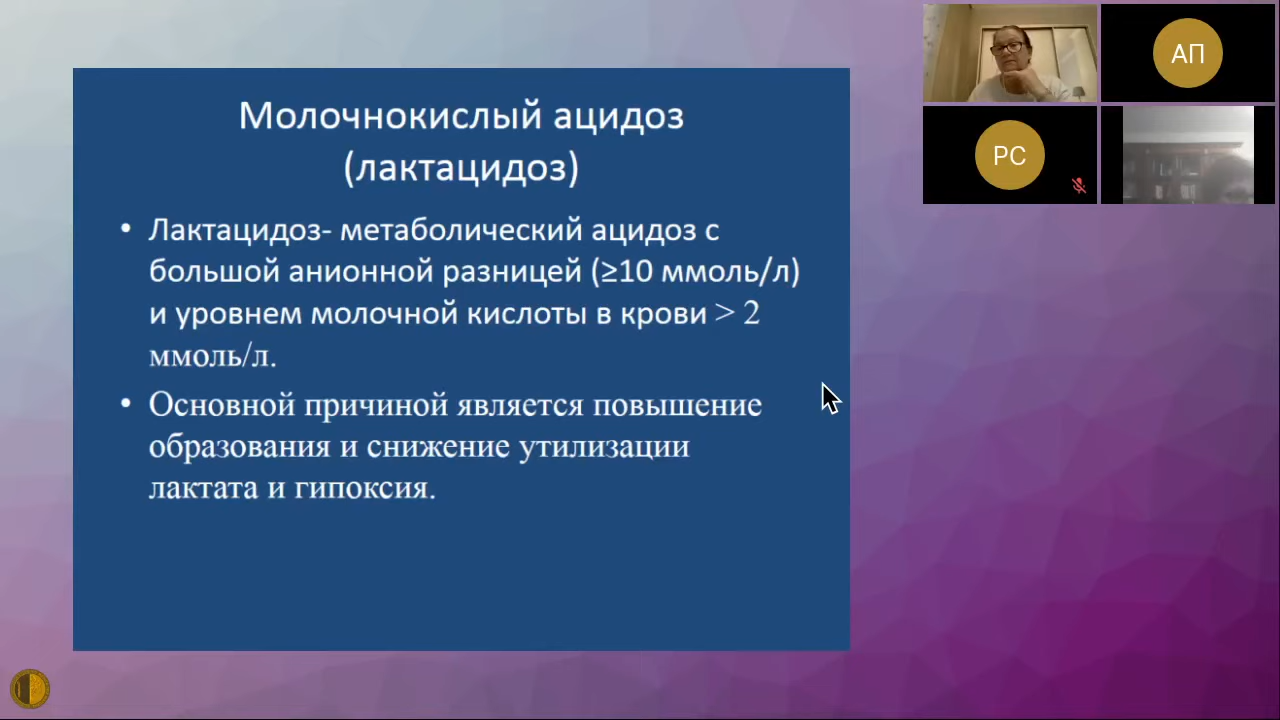 Молочнокислый ацидоз
(лактацидоз)
• Лактацидоз- метаболический ацидоз с
большой анионной разницей (≥10 ммоль/л)
и уровнем молочной кислоты в крови > 2
ммоль/л.
• Основной причиной является повышение
образования и снижение утилизации
лактата и гипоксия.
АП
РС